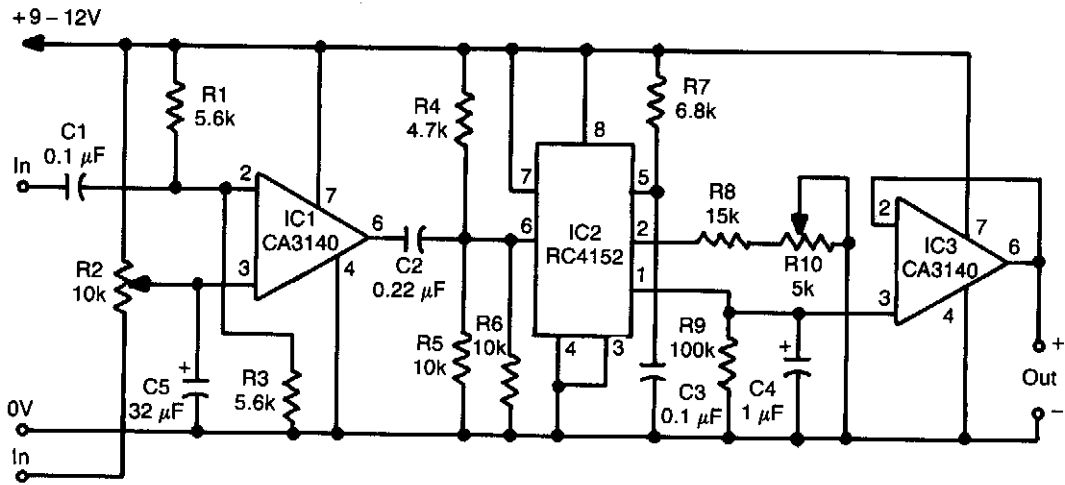 +9-12V
R1
5.6k
C1
0.1 µF
In
R2
10k
2
3
7
IC1
CA3140
6
4
C5
+
32 µF
R3
5.6k
0V
In
C2
0.22 µF
R4
4.7k
R5
10k
R6
10k
7
6
8
IC2
RC4152
5
2
1
4
3
R7
6.8k
R8
15k
R10
5k
R9
100k
C3
0.1 µF
C4
+
1 µF
2
3
7
IC3
CA3140
6
4
+
Out
−